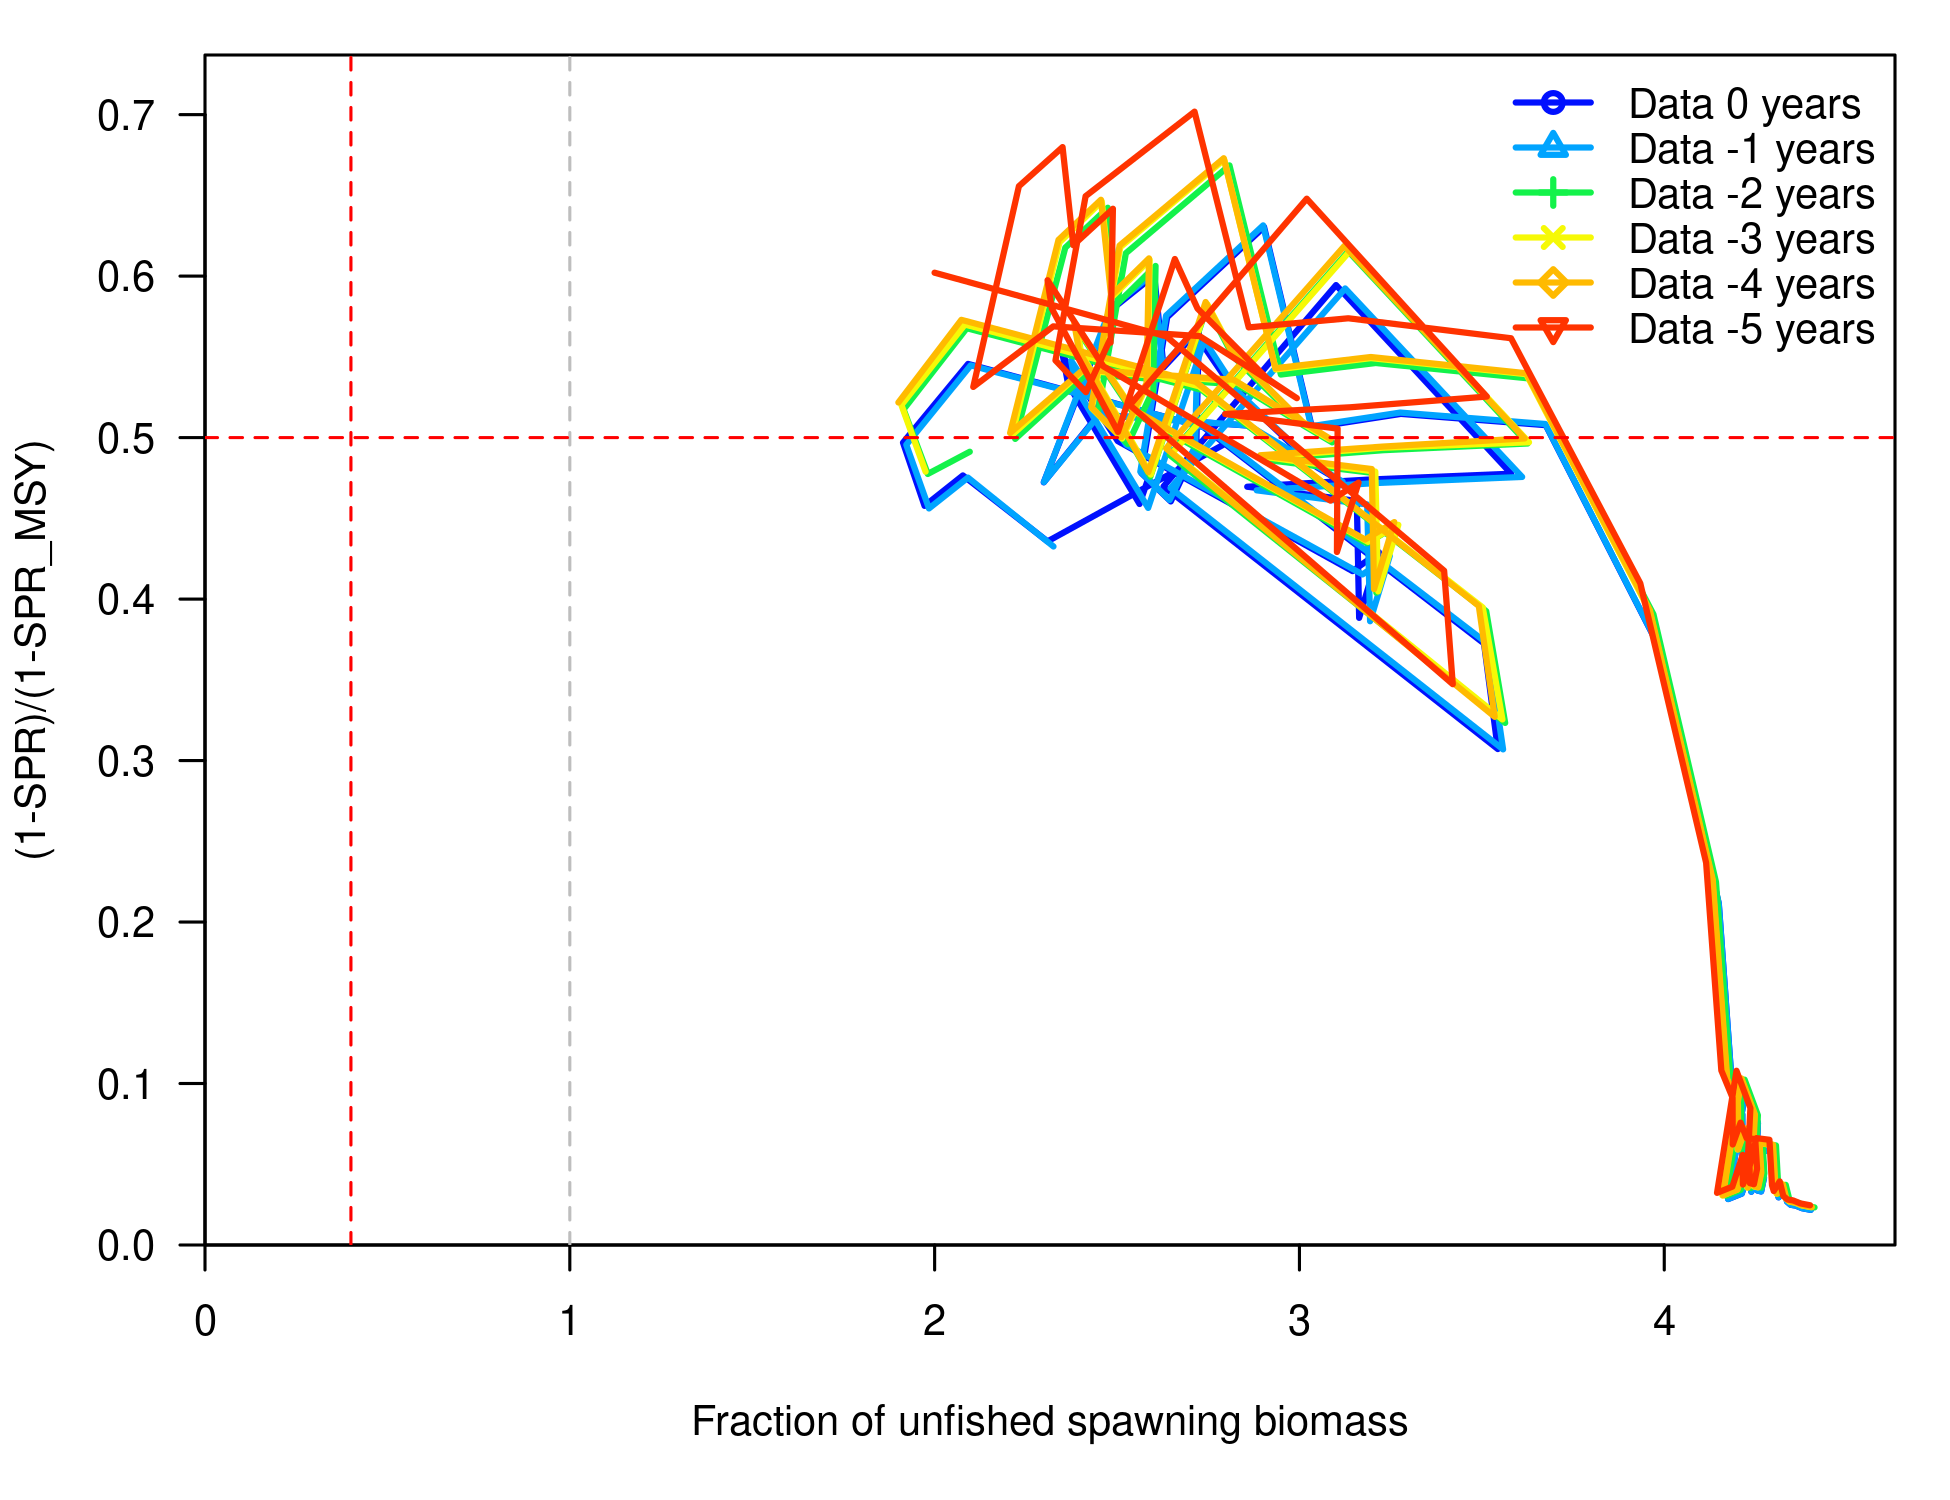 0.7
0.6
0.5
0.4
0.3
0.2
0.1
0.0
(1-SPR)/(1-SPR_MSY)
Data 0 years
Data -1 years
Data -2 years
Data -3 years
Data -4 years
Data -5 years
0 1 2 3 4
Fraction of unfished spawning biomass